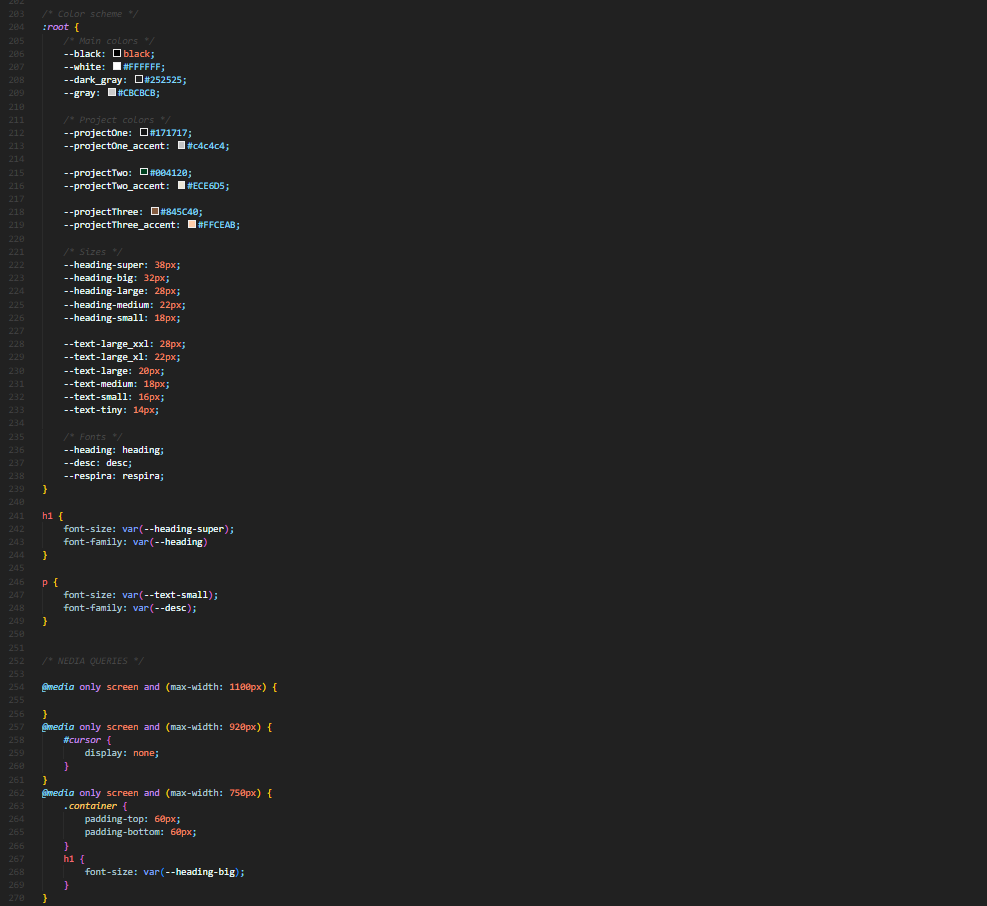 202
203 /* Color scheme */
204 :root {
205 /* Main colors */
206 --black: black;
207 --white: #FFFFFF;
208 --dark_gray: #252525;
209 --gray: #CBCBCB;
210
211 /* Project colors */
212 --projectOne: #171717;
213 --projectOne_accent: #c4c4c4;
214
215 --projectTwo: #004120;
216 --projectTwo_accent: #ECE6D5;
217
218 --projectThree: #845C40;
219 --projectThree_accent: #FFCEAB;
220
221 /* Sizes */
222 --heading-super: 38px;
223 --heading-big: 32px;
224 --heading-large: 28px;
225 --heading-medium: 22px;
226 --heading-small: 18px;
227
228 --text-large_xxl: 28px;
229 --text-large_xl: 22px;
230 --text-large: 20px;
231 --text-medium: 18px;
232 --text-small: 16px;
233 --text-tiny: 14px;
234
235 /* Fonts */
236 --heading: heading;
237 --desc: desc;
238 --respira: respira;
239 }
240
241 h1 {
242 font-size: var(--heading-super);
243 font-family: var(--heading)
244 }
245
246 p {
247 font-size: var(--text-small);
248 font-family: var(--desc);
249 }
250
251
252 /* NEDIA QUERIES */
253
254 @media only screen and (max-width: 1100px) {
255
256 }
257 @media only screen and (max-width: 920px) {
258 #cursor {
259 display: none;
260 }
261 }
262 @media only screen and (max-width: 750px) {
263 .container {
264 padding-top: 60px;
265 padding-bottom: 60px;
266 }
267 h1 {
268 font-size: var(--heading-big);
269 }
270 }